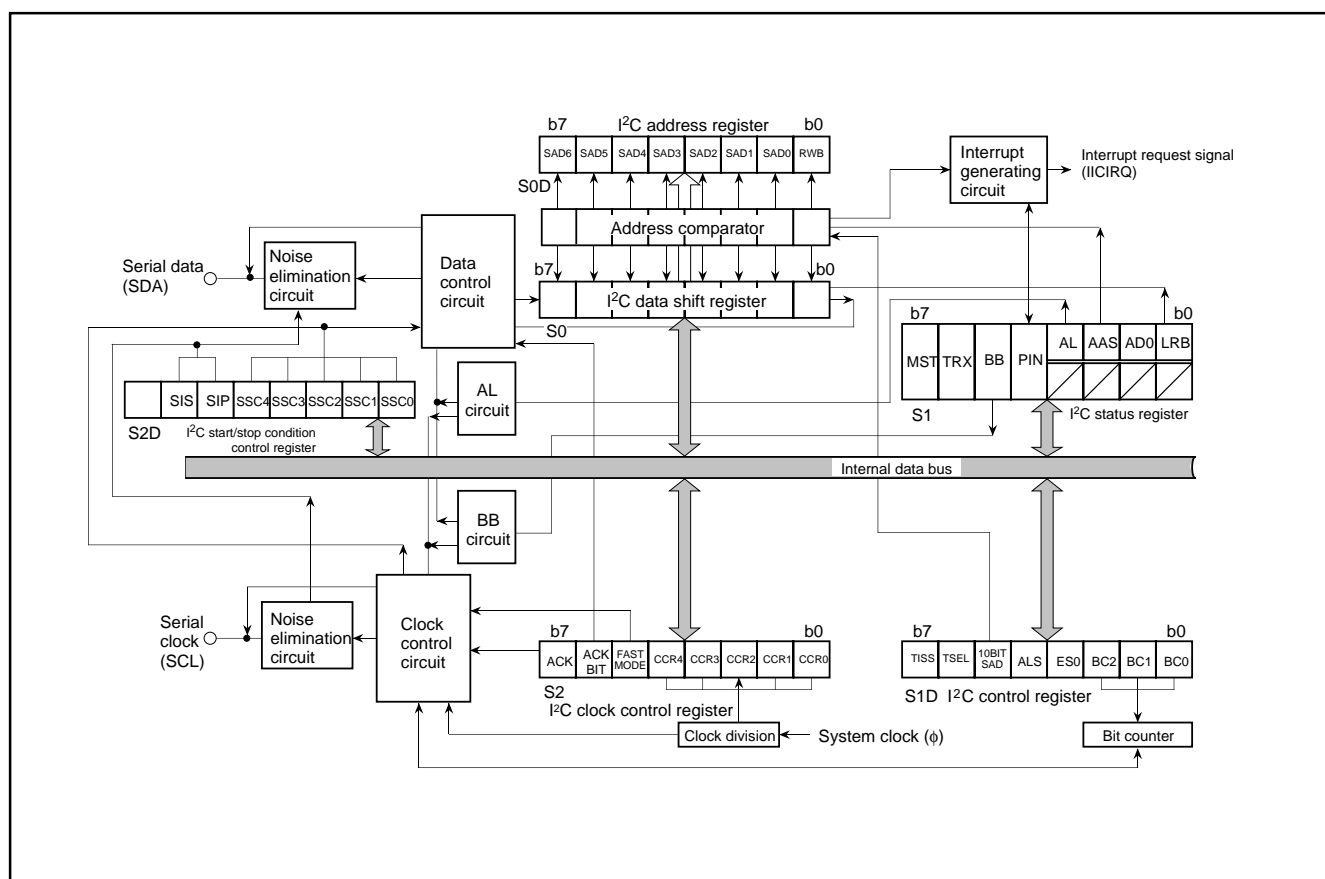 b7 I²C address register b0
SAD6 SAD5 SAD4 SAD3 SAD2 SAD1 SAD0 RWB
S0D
Interrupt
generating
circuit
Interrupt request signal
(IICIRQ)
Address comparator
Serial data
(SDA)
Noise
elimination
circuit
Data
control
circuit
b7 b0
I²C data shift register
S0
b7 b0
MST TRX BB PIN AL AAS AD0 LRB
S1 I²C status register
SIS SIP SSC4 SSC3 SSC2 SSC1 SSC0
S2D I²C start/stop condition
control register
AL
circuit
Internal data bus
BB
circuit
Serial
clock
(SCL)
Noise
elimination
circuit
Clock
control
circuit
b7 b0
ACK
ACK
BIT
FAST
MODE
CCR4 CCR3 CCR2 CCR1 CCR0
S2
I²C clock control register
Clock division
System clock (ϕ)
b7 b0
TISS TSEL
10BIT
SAD
ALS ES0 BC2 BC1 BC0
S1D I²C control register
Bit counter